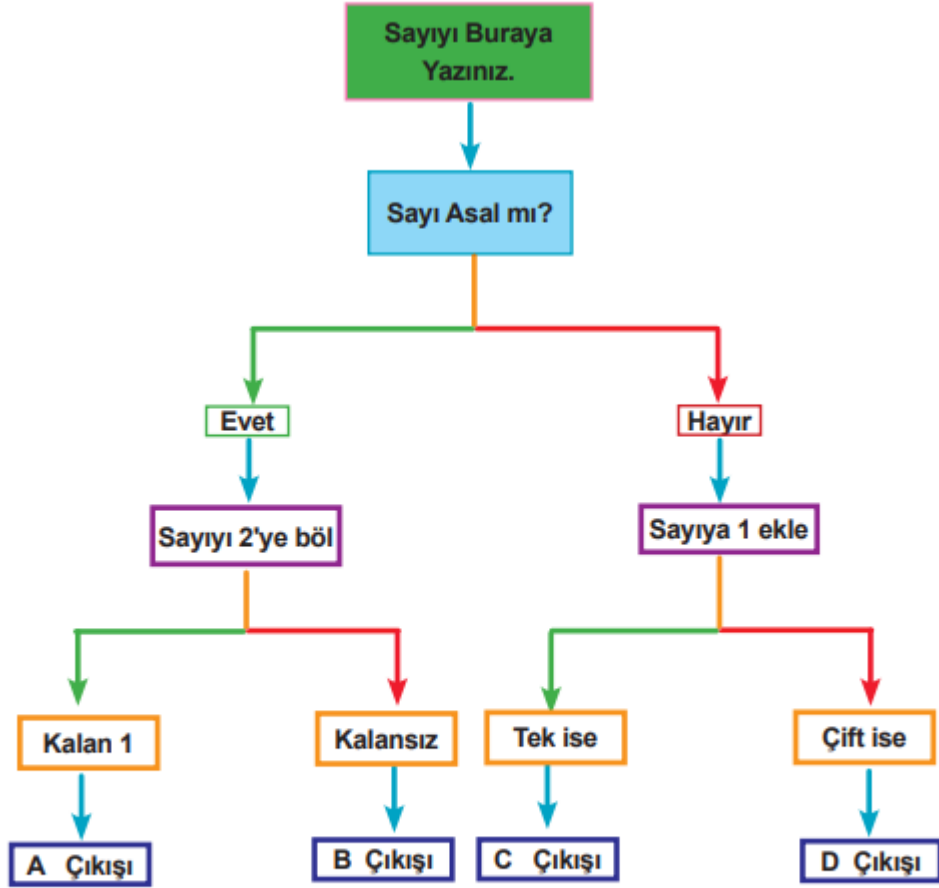 Sayıyı Buraya
Yazınız.
Sayı Asal mı?
Evet
Hayır
Sayıyı 2'ye böl
Sayıya 1 ekle
Kalan 1
Kalansız
Tek ise
Çift ise
A Çıkışı
B Çıkışı
C Çıkışı
D Çıkışı